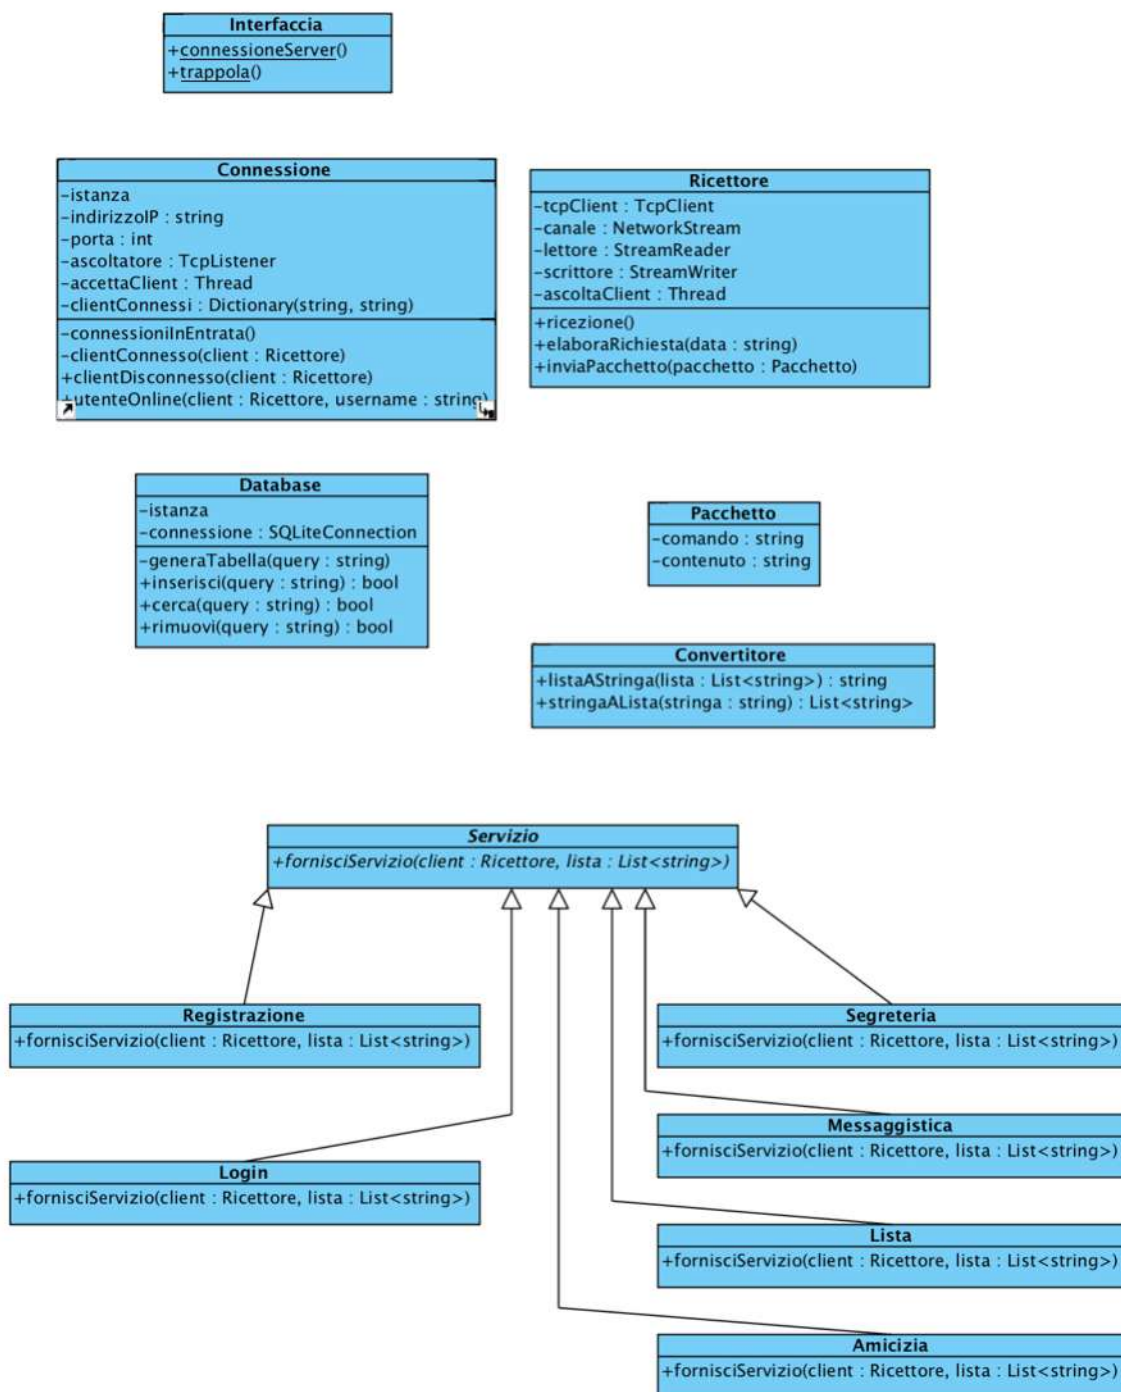 Interfaccia
+connessioneServer()
+trappola()
Connessione
-istanza
-indirizzoIP : string
-porta : int
-ascoltatore : TcpListener
-accettaClient : Thread
-clientConnessi : Dictionary(string, string)
-connessioniInEntrata()
-clientConnesso(client : Ricettore)
+clientDisconnesso(client : Ricettore)
+utenteOnline(client : Ricettore, username : string)
Ricettore
-tcpClient : TcpClient
-canale : NetworkStream
-lettore : StreamReader
-scrittore : StreamWriter
-ascoltaClient : Thread
+ricezione()
+elaboraRichiesta(data : string)
+inviaPacchetto(pacchetto : Pacchetto)
Database
-istanza
-connessione : SQLiteConnection
-generaTabella(query : string)
+inserisci(query : string) : bool
+cerca(query : string) : bool
+rimuovi(query : string) : bool
Pacchetto
-comando : string
-contenuto : string
Convertitore
+listaAStringa(lista : List<string>) : string
+stringaALista(stringa : string) : List<string>
Servizio
+fornisciServizio(client : Ricettore, lista : List<string>)
Registrazione
+fornisciServizio(client : Ricettore, lista : List<string>)
Segreteria
+fornisciServizio(client : Ricettore, lista : List<string>)
Messaggistica
+fornisciServizio(client : Ricettore, lista : List<string>)
Login
+fornisciServizio(client : Ricettore, lista : List<string>)
Lista
+fornisciServizio(client : Ricettore, lista : List<string>)
Amicizia
+fornisciServizio(client : Ricettore, lista : List<string>)